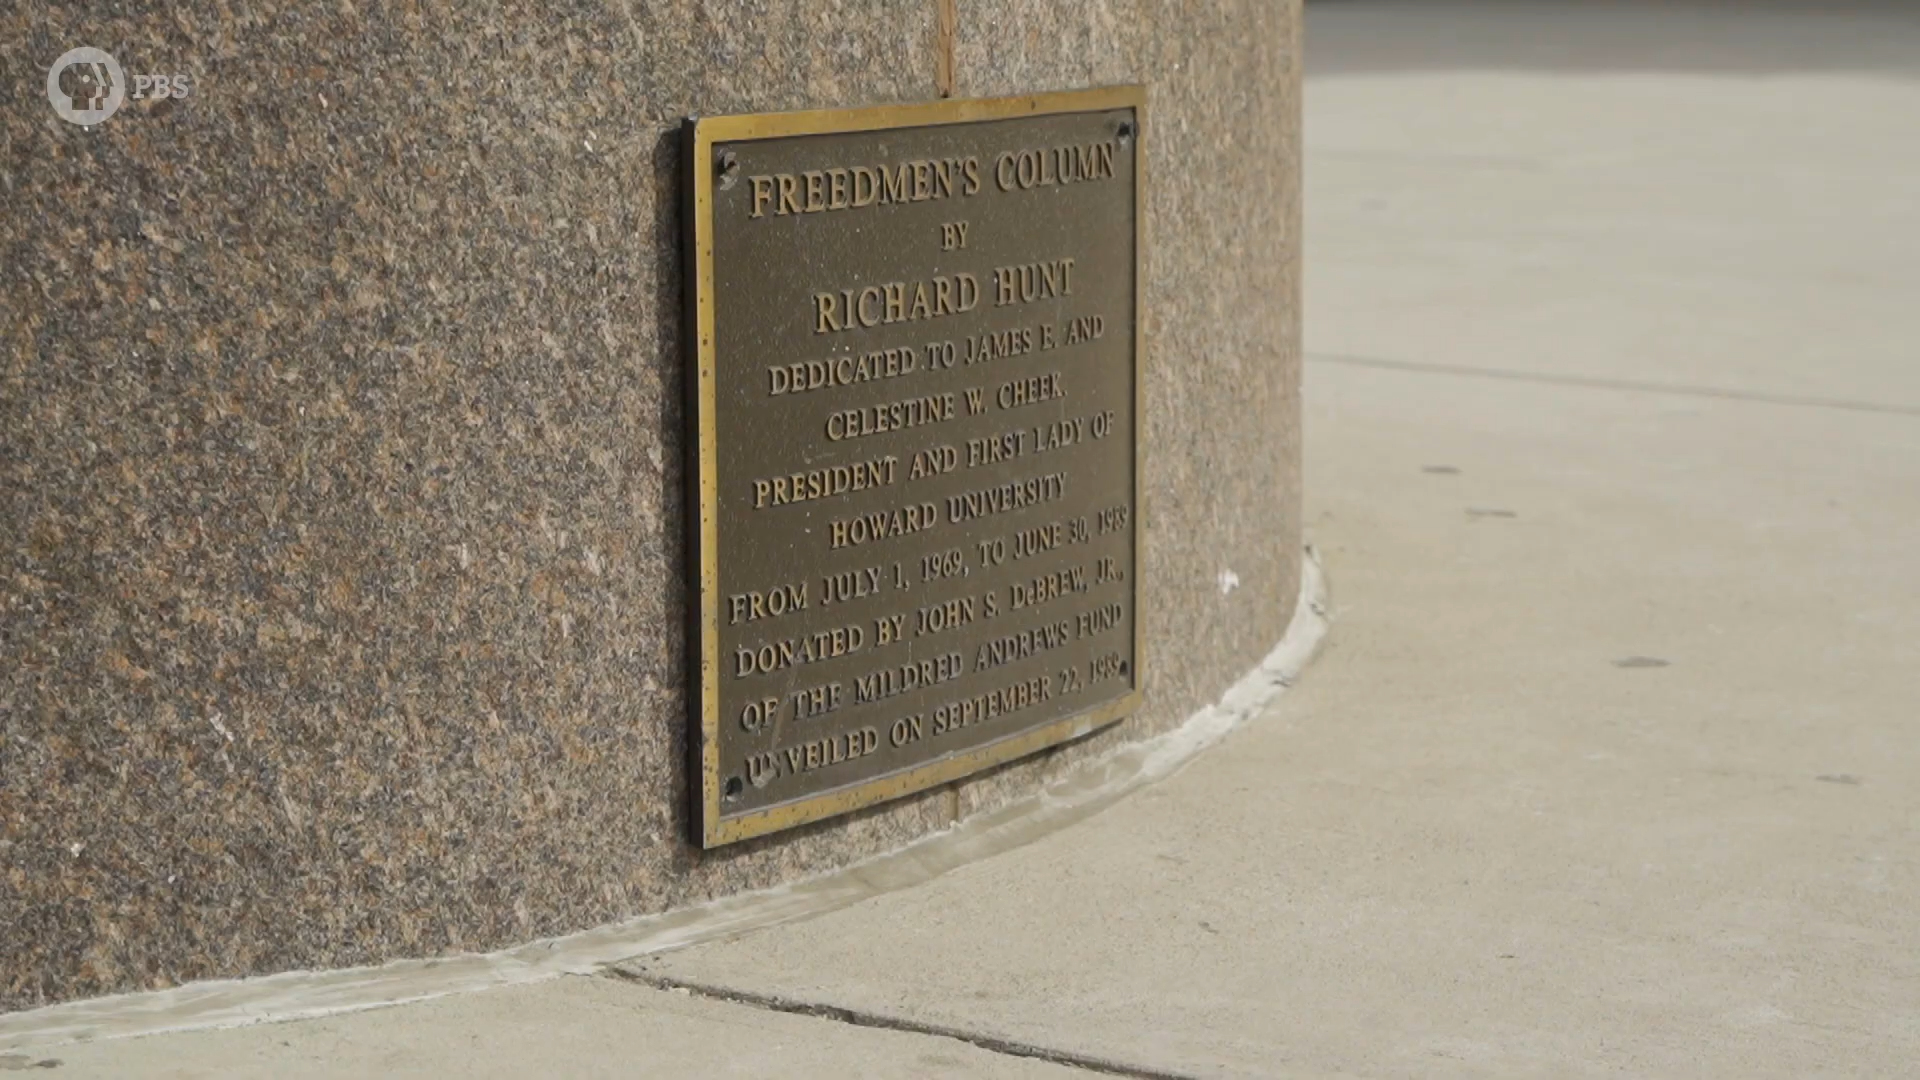 PBS
FREEDMEN'S COLUMN
BY
RICHARD HUNT
DEDICATED TO JAMES E. AND
CELESTINE W. CHEEK.
PRESIDENT AND FIRST LADY OF
HOWARD UNIVERSITY
FROM JULY 1, 1969, TO JUNE 30, 1989
DONATED BY JOHN S. DeBREW, JR.,
OF THE MILDRED ANDREWS FUND
UNVEILED ON SEPTEMBER 22, 1989